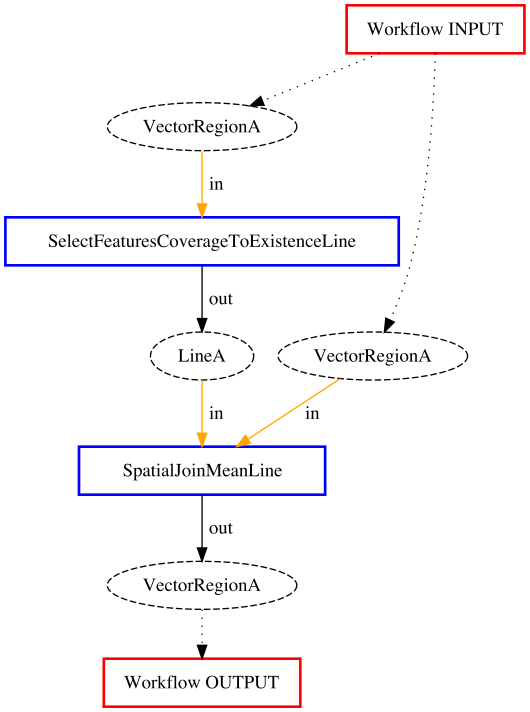 Workflow INPUT
VectorRegionA
in
SelectFeaturesCoverageToExistenceLine
out
LineA
VectorRegionA
in
in
SpatialJoinMeanLine
out
VectorRegionA
Workflow OUTPUT